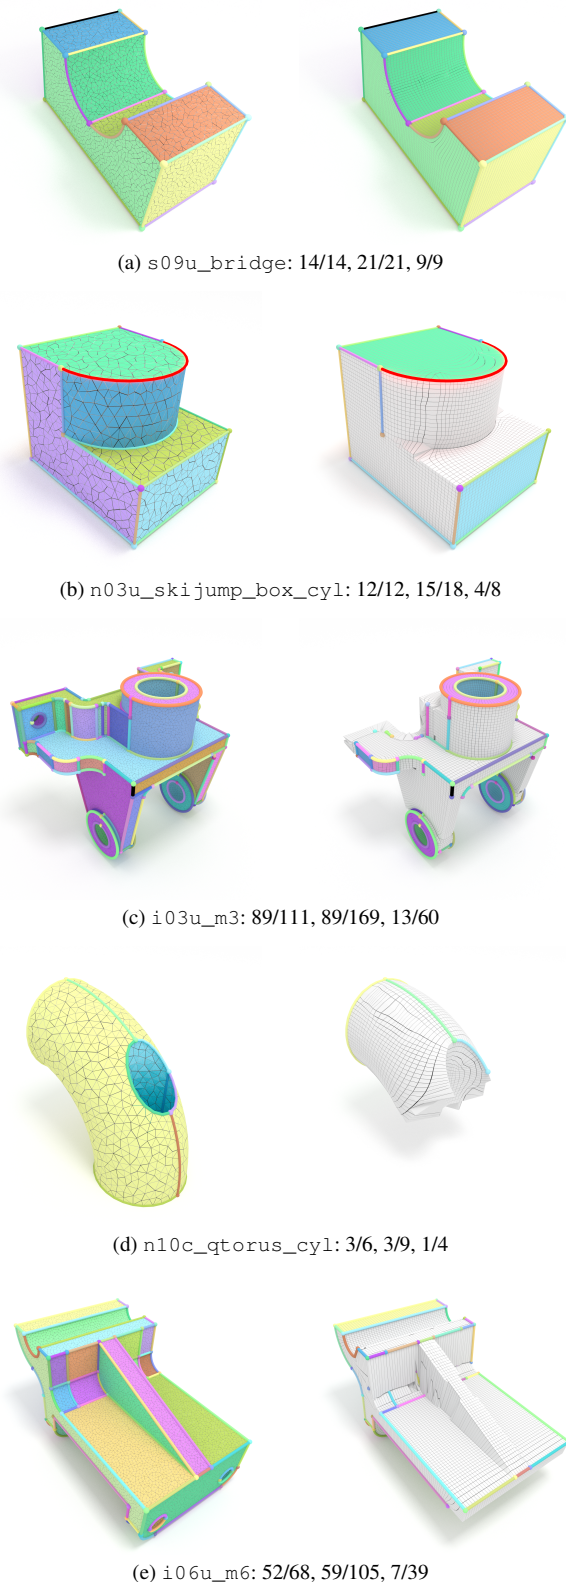 (a) s09u_bridge: 14/14, 21/21, 9/9
(b) n03u_skijump_box_cyl: 12/12, 15/18, 4/8
(c) i03u_m3: 89/111, 89/169, 13/60
(d) n10c_qtorus_cyl: 3/6, 3/9, 1/4
(e) i06u_m6: 52/68, 59/105, 7/39